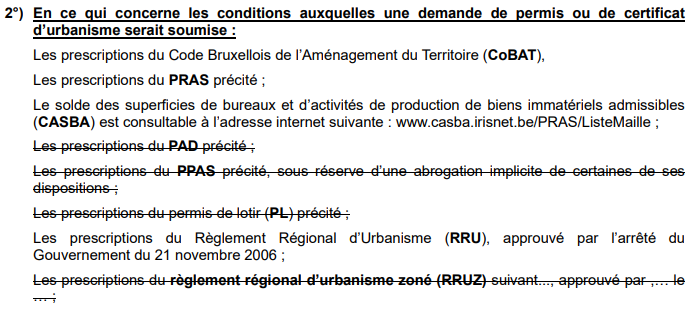 2°) En ce qui concerne les conditions auxquelles une demande de permis ou de certificat
d'urbanisme serait soumise :
Les prescriptions du Code Bruxellois de l'Aménagement du Territoire (CoBAT),
Les prescriptions du PRAS précité ;
Le solde des superficies de bureaux et d'activités de production de biens immatériels admissibles
(CASBA) est consultable à l'adresse internet suivante : www.casba.irisnet.be/PRAS/ListeMaille ;
Les prescriptions du PAD précité ;
Les prescriptions du PPAS précité, sous réserve d'une abrogation implicite de certaines de ses
dispositions ;
Les prescriptions du permis de lotir (PL) précité ;
Les prescriptions du Règlement Régional d'Urbanisme (RRU), approuvé par l'arrêté du
Gouvernement du 21 novembre 2006 ;
Les prescriptions du règlement régional d'urbanisme zoné (RRUZ) suivant..., approuvé par ,… le
… ;